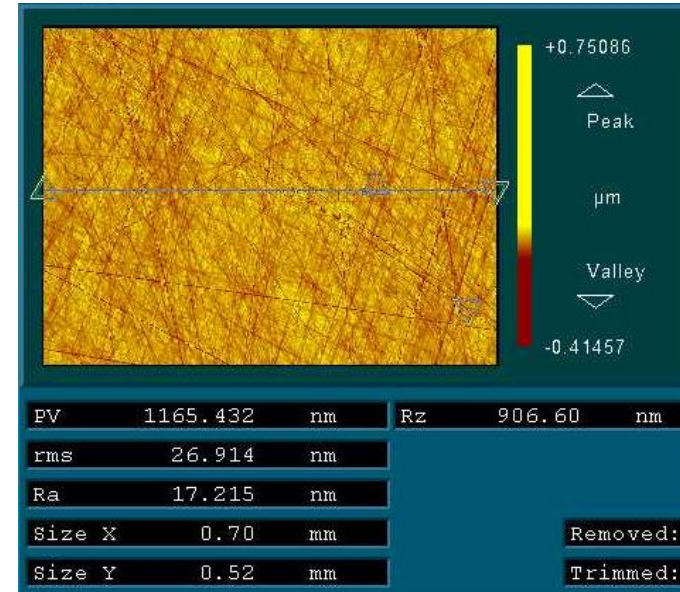 +0.75086
Peak
µm
Valley
-0.41457
PV 1165.432 nm Rz 906.60 nm
rms 26.914 nm
Ra 17.215 nm
Size X 0.70 mm Removed:
Size Y 0.52 mm Trimmed: